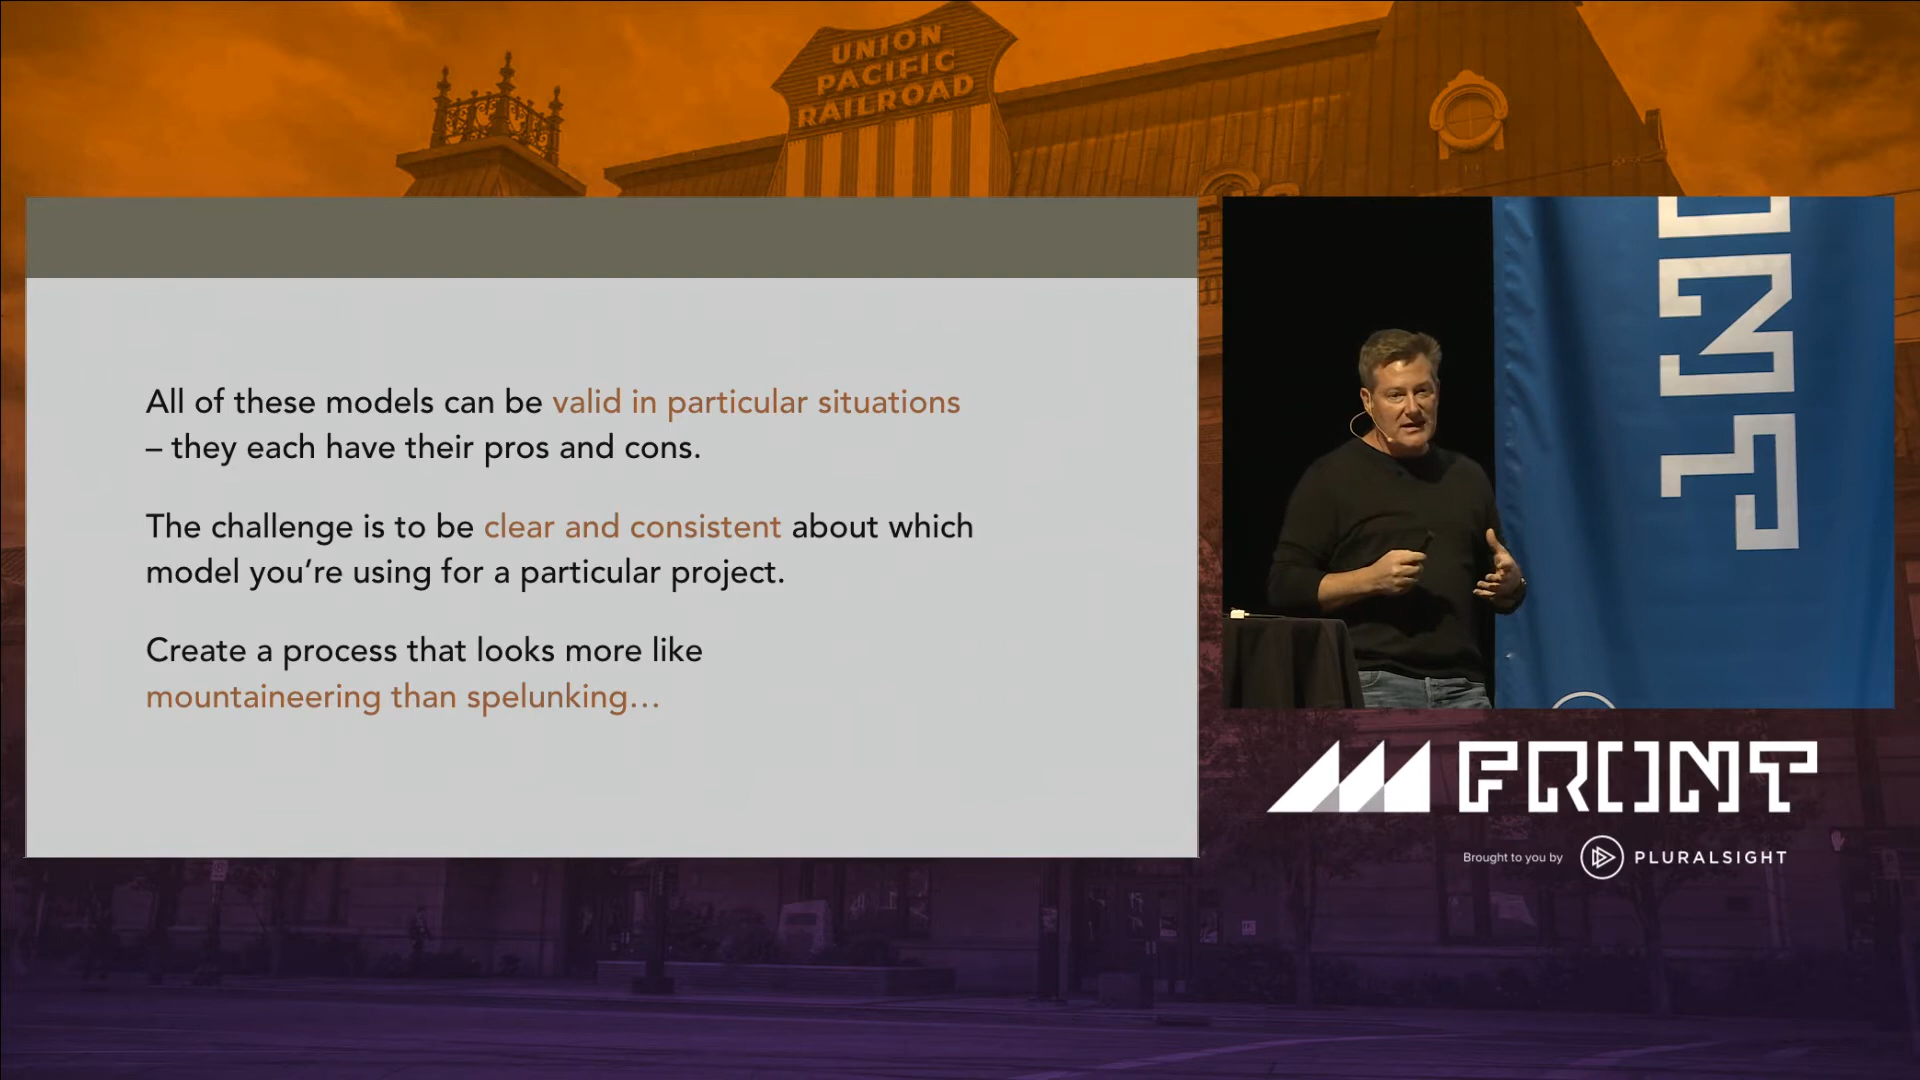 UNION
PACIFIC
RAILROAD
All of these models can be valid in particular situations
– they each have their pros and cons.
The challenge is to be clear and consistent about which
model you’re using for a particular project.
Create a process that looks more like
mountaineering than spelunking…
NT
FRONT
Brought to you by
PLURALSIGHT